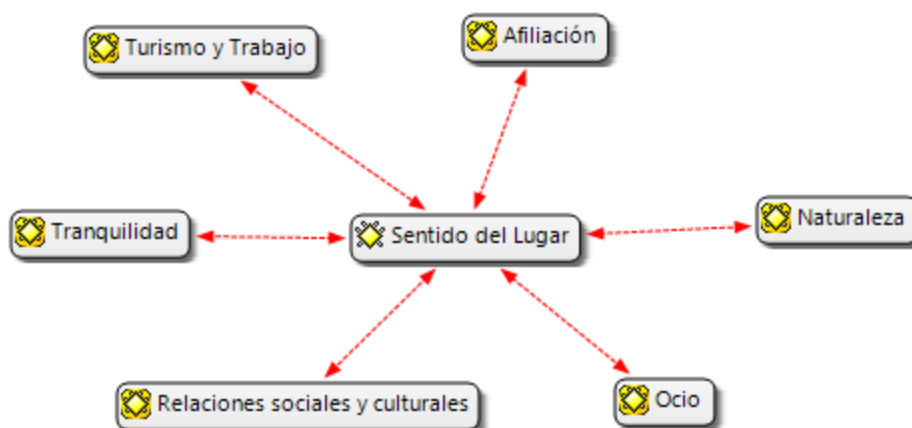 Turismo y Trabajo
Afiliación
Tranquilidad
Sentido del Lugar
Naturaleza
Relaciones sociales y culturales
Ocio